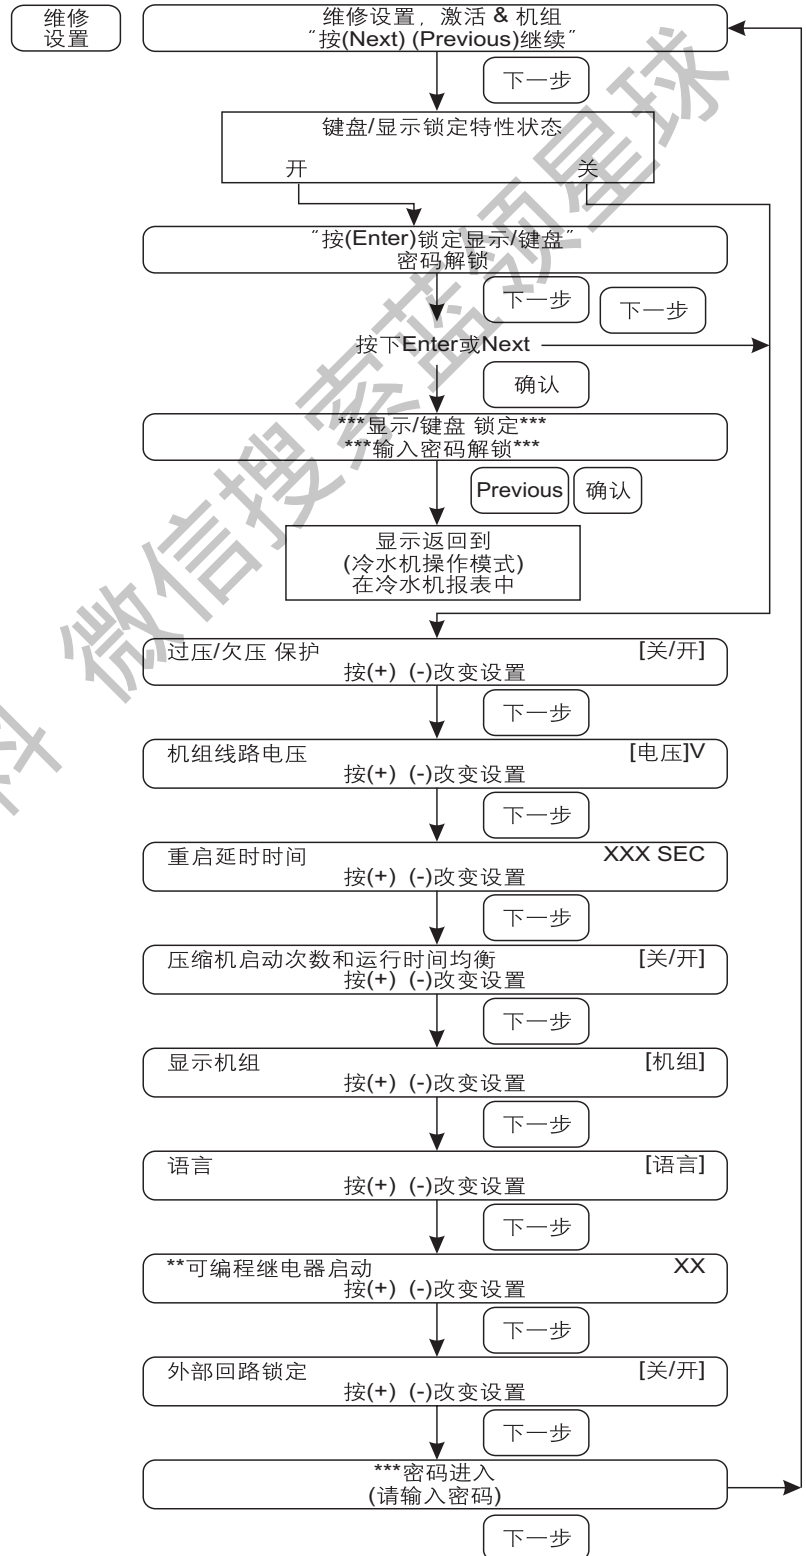 维修
设置
维修设置，激活 & 机组
“按(Next) (Previous)继续”
下一步
键盘/显示锁定特性状态
开 关
“按(Enter)锁定显示/键盘”
密码解锁
下一步
下一步
按下Enter或Next
确认
***显示/键盘 锁定***
***输入密码解锁***
Previous 确认
显示返回到
(冷水机操作模式)
在冷水机报表中
过压/欠压 保护 [关/开]
按(+) (-)改变设置
下一步
机组线路电压 [电压]V
按(+) (-)改变设置
下一步
重启延时时间 XXX SEC
按(+) (-)改变设置
下一步
压缩机启动次数和运行时间均衡 [关/开]
按(+) (-)改变设置
下一步
显示机组 [机组]
按(+) (-)改变设置
下一步
语言 [语言]
按(+) (-)改变设置
下一步
**可编程继电器启动 XX
按(+) (-)改变设置
下一步
外部回路锁定 [关/开]
按(+) (-)改变设置
下一步
***密码进入
(请输入密码)
下一步
料 微信搜索蓝领星球